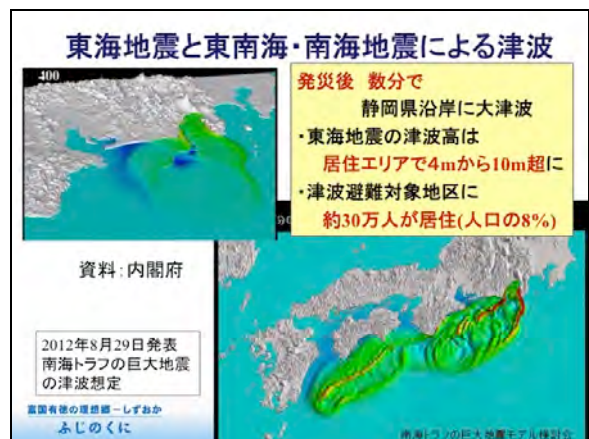 東海地震と東南海・南海地震による津波
400
発災後 数分で
静岡県沿岸に大津波
・東海地震の津波高は
居住エリアで4mから10m超に
・津波避難対象地区に
約30万人が居住(人口の8%)
資料:内閣府
2012年8月29日発表
南海トラフの巨大地震
の津波想定
富国有徳の理想郷-しずおか
ふじのくに
南海トラフの巨大地震モデル検討会